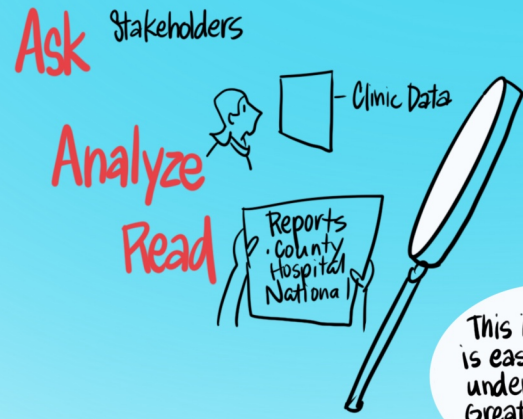 Ask Stakeholders
- Clinic Data
Analyze
Read
Reports
• County
Hospital
National
This i
is eas
under
Great